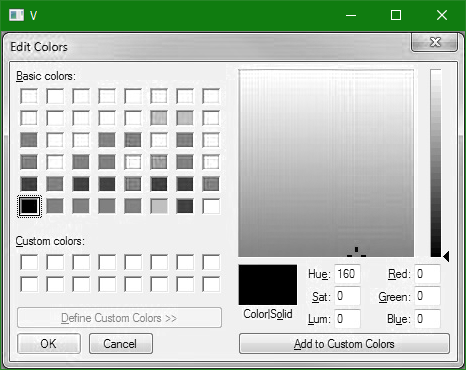 V
Edit Colors
Basic colors:
Custom colors:
Define Custom Colors >>
OK Cancel
Color|Solid
Hue: 160 Red: 0
Sat: 0 Green: 0
Lum: 0 Blue: 0
Add to Custom Colors